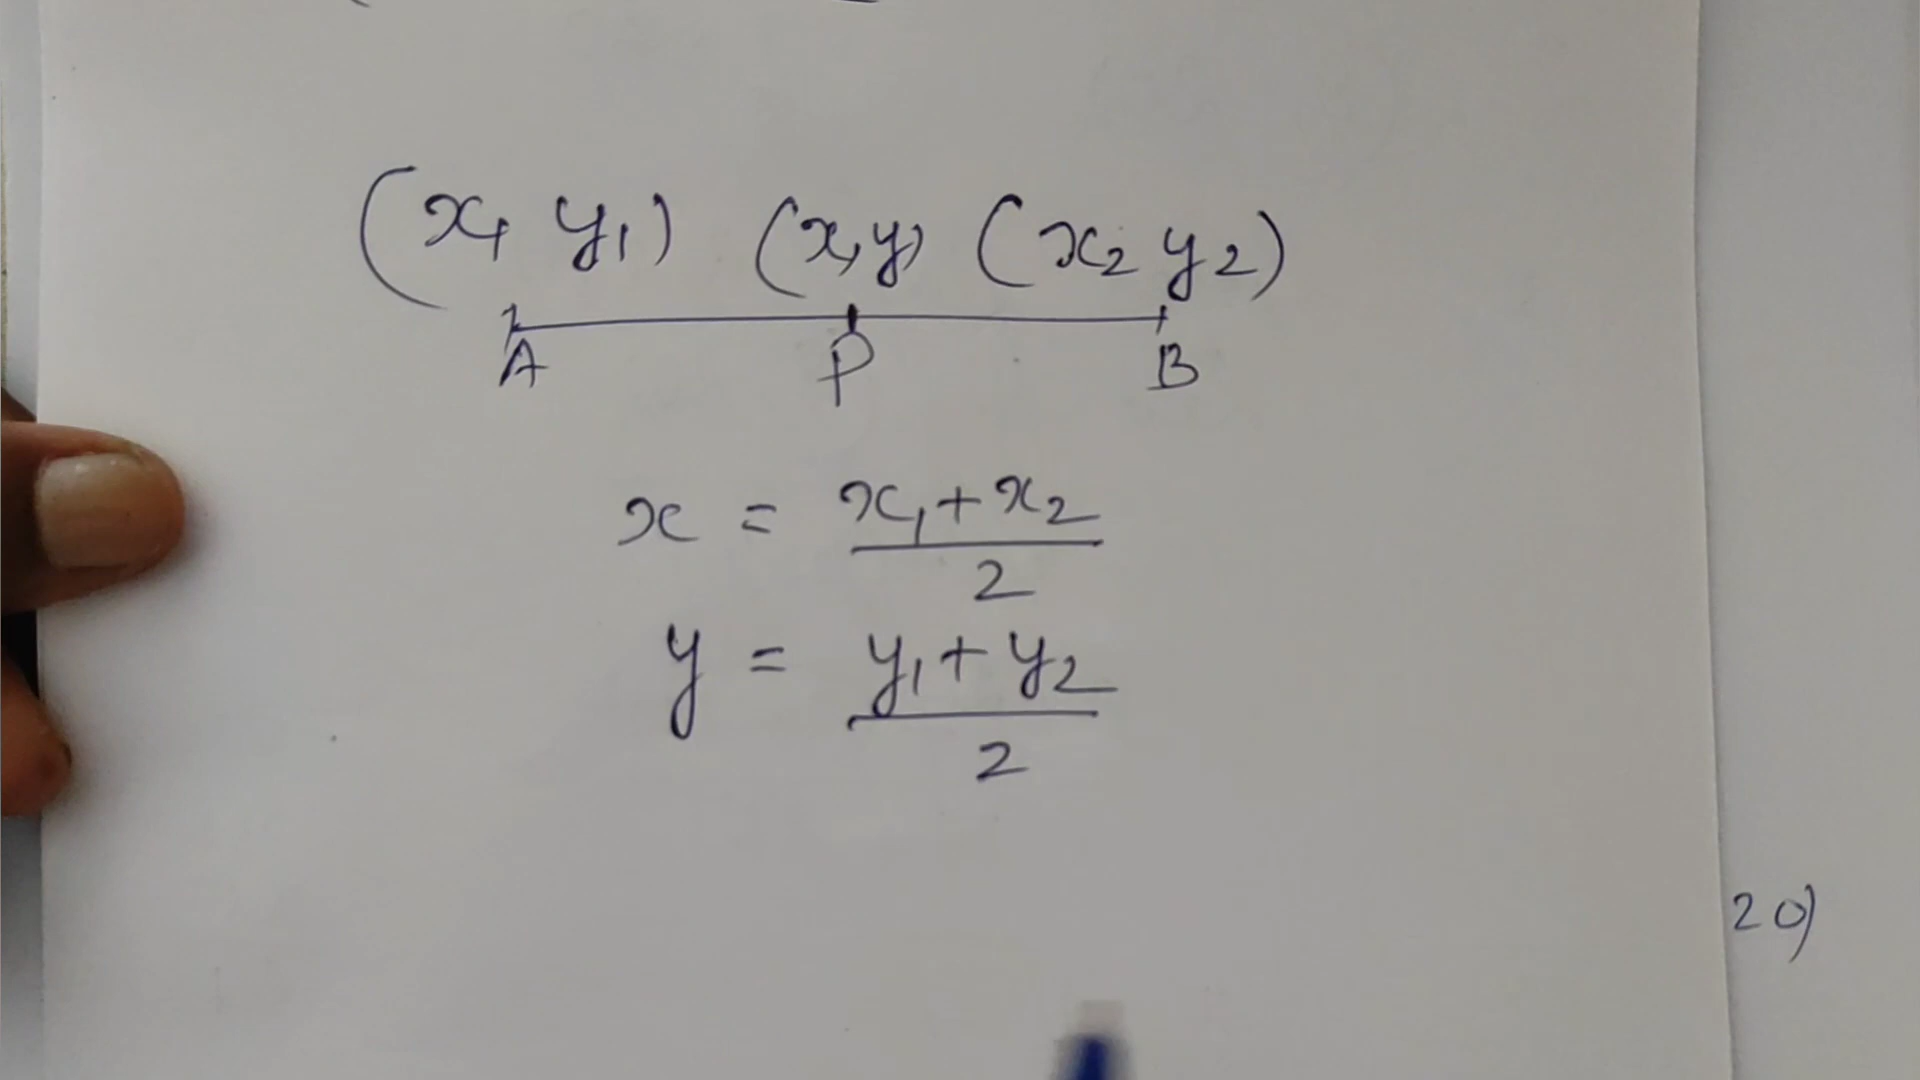 (x₁ y₁) (x, y) (x₂ y₂)
A P B
x = x₁ + x₂ / 2
y = y₁ + y₂ / 2
20)